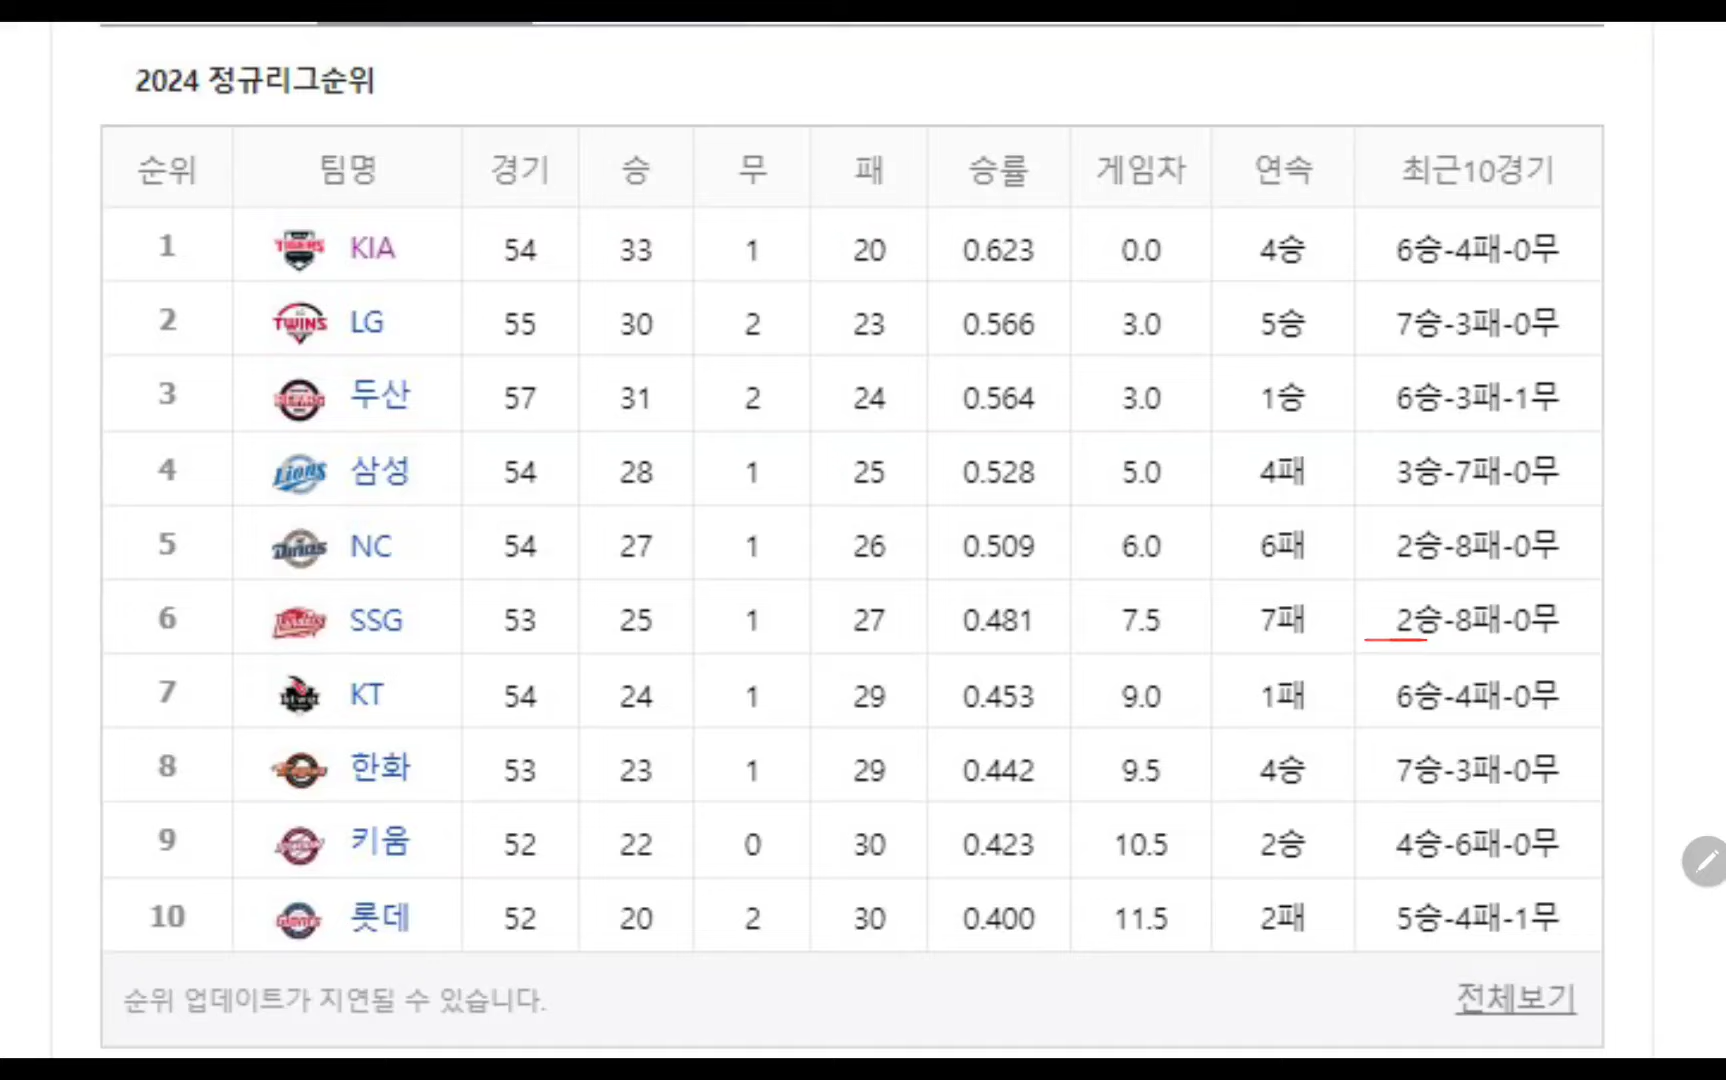 2024 정규리그순위
순위 팀명 경기 승 무 패 승률 게임차 연속 최근10경기
1 TIGERS KIA 54 33 1 20 0.623 0.0 4승 6승-4패-0무
2 TWINS LG 55 30 2 23 0.566 3.0 5승 7승-3패-0무
3 BEARS 두산 57 31 2 24 0.564 3.0 1승 6승-3패-1무
4 Lions 삼성 54 28 1 25 0.528 5.0 4패 3승-7패-0무
5 Dinos NC 54 27 1 26 0.509 6.0 6패 2승-8패-0무
6 Landers SSG 53 25 1 27 0.481 7.5 7패 2승-8패-0무
7 KT 54 24 1 29 0.453 9.0 1패 6승-4패-0무
8 한화 53 23 1 29 0.442 9.5 4승 7승-3패-0무
9 키움 52 22 0 30 0.423 10.5 2승 4승-6패-0무
10 Giants 롯데 52 20 2 30 0.400 11.5 2패 5승-4패-1무
순위 업데이트가 지연될 수 있습니다. 전체보기